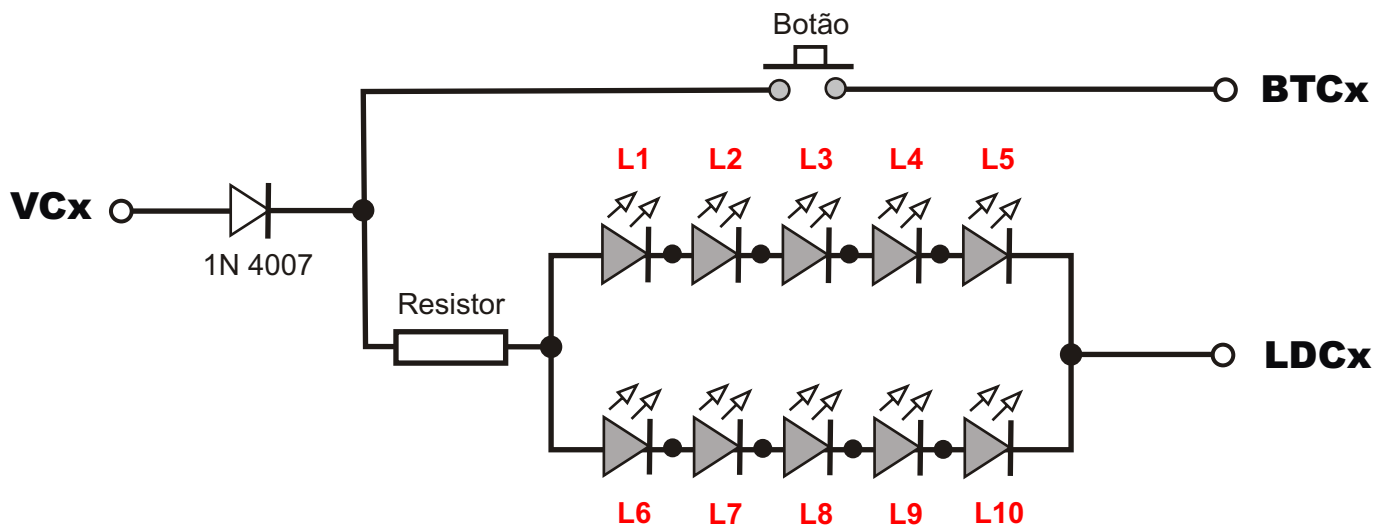 Botão
BTCx
L1 L2 L3 L4 L5
VCx
1N 4007
Resistor
LDCx
L6 L7 L8 L9 L10